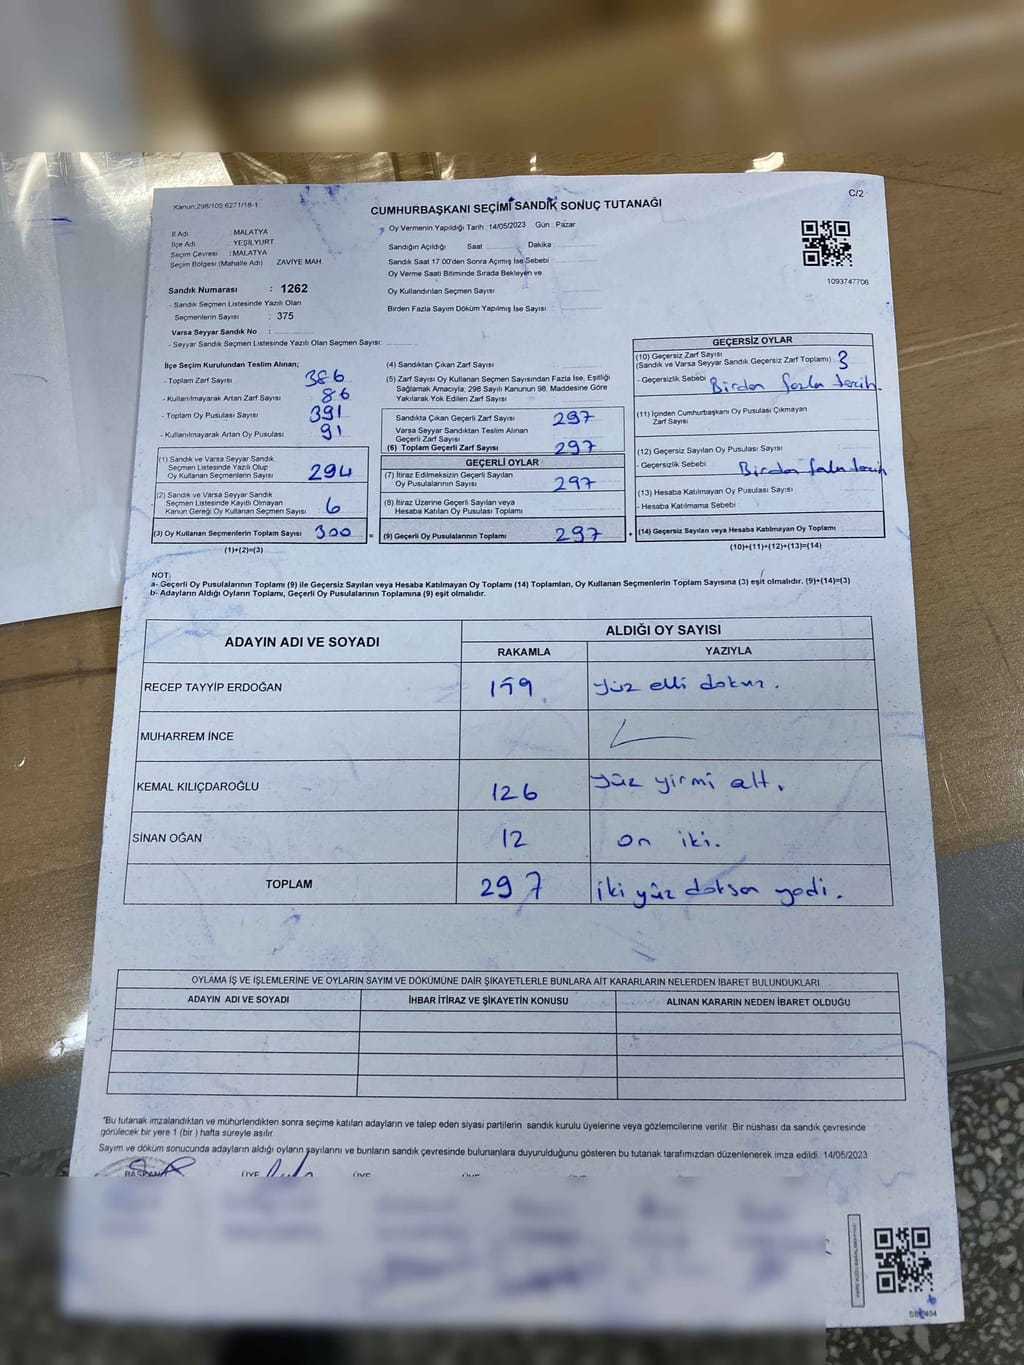 Kanun:298/105 6271/18-1
C/2
CUMHURBAŞKANI SEÇİMİ SANDIK SONUÇ TUTANAĞI
İl Adı : MALATYA
İlçe Adı : YEŞİLYURT
Seçim Çevresi : MALATYA
Seçim Bölgesi (Mahalle Adı) ZAVİYE MAH
Oy Vermenin Yapıldığı Tarih :14/05/2023 Gün : Pazar
Sandığın Açıldığı Saat Dakika
Sandık Saat 17.00'den Sonra Açımış İse Sebebi
Oy Verme Saati Bitiminde Sırada Bekleyen ve
Oy Kullandırılan Seçmen Sayısı
Birden Fazla Sayım Döküm Yapılmış İse Sayısı :
1093747706
Sandık Numarası : 1262
- Sandık Seçmen Listesinde Yazılı Olan
Seçmenlerin Sayısı : 375
Varsa Seyyar Sandık No :
- Seyyar Sandık Seçmen Listesinde Yazılı Olan Seçmen Sayısı:
İlçe Seçim Kurulundan Teslim Alınan;
- Toplam Zarf Sayısı 386
- Kullanılmayarak Artan Zarf Sayısı 86
- Toplam Oy Pusulası Sayısı 391
- Kullanılmayarak Artan Oy Pusulası 91
(1) Sandık ve Varsa Seyyar Sandık
Seçmen Listesinde Yazılı Olup
Oy Kullanan Seçmenlerin Sayısı 294
(2) Sandık ve Varsa Seyyar Sandık
Seçmen Listesinde Kayıtlı Olmayan
Kanun Gereği Oy Kullanan Seçmen Sayısı 6
(3) Oy Kullanan Seçmenlerin Toplam Sayısı 300
(1)+(2)=(3)
(4) Sandıktan Çıkan Zarf Sayısı
(5) Zarf Sayısı Oy Kullanan Seçmen Sayısından Fazla İse, Eşitliği
Sağlamak Amacıyla; 298 Sayılı Kanunun 98. Maddesine Göre
Yakılarak Yok Edilen Zarf Sayısı
Sandıkta Çıkan Geçerli Zarf Sayısı 297
Varsa Seyyar Sandıktan Teslim Alınan
Geçerli Zarf Sayısı
(6) Toplam Geçerli Zarf Sayısı 297
GEÇERLİ OYLAR
(7) İtiraz Edilmeksizin Geçerli Sayılan
Oy Pusulalarının Sayısı 297
(8) İtiraz Üzerine Geçerli Sayılan veya
Hesaba Katılan Oy Pusulası Toplamı
= (9) Geçerli Oy Pusulalarının Toplamı 297 +
GEÇERSİZ OYLAR
(10) Geçersiz Zarf Sayısı
(Sandık ve Varsa Seyyar Sandık Geçersiz Zarf Toplamı) 3
- Geçersizlik Sebebi Birden fazla tercih.
(11) İçinden Cumhurbaşkanı Oy Pusulası Çıkmayan
Zarf Sayısı
(12) Geçersiz Sayılan Oy Pusulası Sayısı
- Geçersizlik Sebebi Birden fazla tercih
(13) Hesaba Katılmayan Oy Pusulası Sayısı
- Hesaba Katılmama Sebebi
(14) Geçersiz Sayılan veya Hesaba Katılmayan Oy Toplamı
(10)+(11)+(12)+(13)=(14)
NOT:
a- Geçerli Oy Pusulalarının Toplamı (9) ile Geçersiz Sayılan veya Hesaba Katılmayan Oy Toplamı (14) Toplamları, Oy Kullanan Seçmenlerin Toplam Sayısına (3) eşit olmalıdır. (9)+(14)=(3)
b- Adayların Aldığı Oyların Toplamı, Geçerli Oy Pusulalarının Toplamına (9) eşit olmalıdır.
ADAYIN ADI VE SOYADI
ALDIĞI OY SAYISI
RAKAMLA YAZIYLA
RECEP TAYYİP ERDOĞAN 159 Yüz elli dokuz.
MUHARREM İNCE
KEMAL KILIÇDAROĞLU 126 Yüz yirmi altı.
SİNAN OĞAN 12 on iki.
TOPLAM 297 iki yüz doksan yedi.
OYLAMA İŞ VE İŞLEMLERİNE VE OYLARIN SAYIM VE DÖKÜMÜNE DAİR ŞİKAYETLERLE BUNLARA AİT KARARLARIN NELERDEN İBARET BULUNDUKLARI
ADAYIN ADI VE SOYADI İHBAR İTİRAZ VE ŞİKAYETİN KONUSU ALINAN KARARIN NEDEN İBARET OLDUĞU
*Bu tutanak imzalandıktan ve mühürlendikten sonra seçime katılan adayların ve talep eden siyasi partilerin sandık kurulu üyelerine veya gözlemcilerine verilir. Bir nüshası da sandık çevresinde
görülecek bir yere 1 (bir) hafta süreyle asılır.
Sayım ve döküm sonucunda adayların aldığı oyların sayılarını ve bunların sandık çevresinde bulunanlara duyurulduğunu gösteren bu tutanak tarafımızdan düzenlenerek imza edildi. 14/05/2023
BAŞKAN ÜYE ÜYE ÜYE